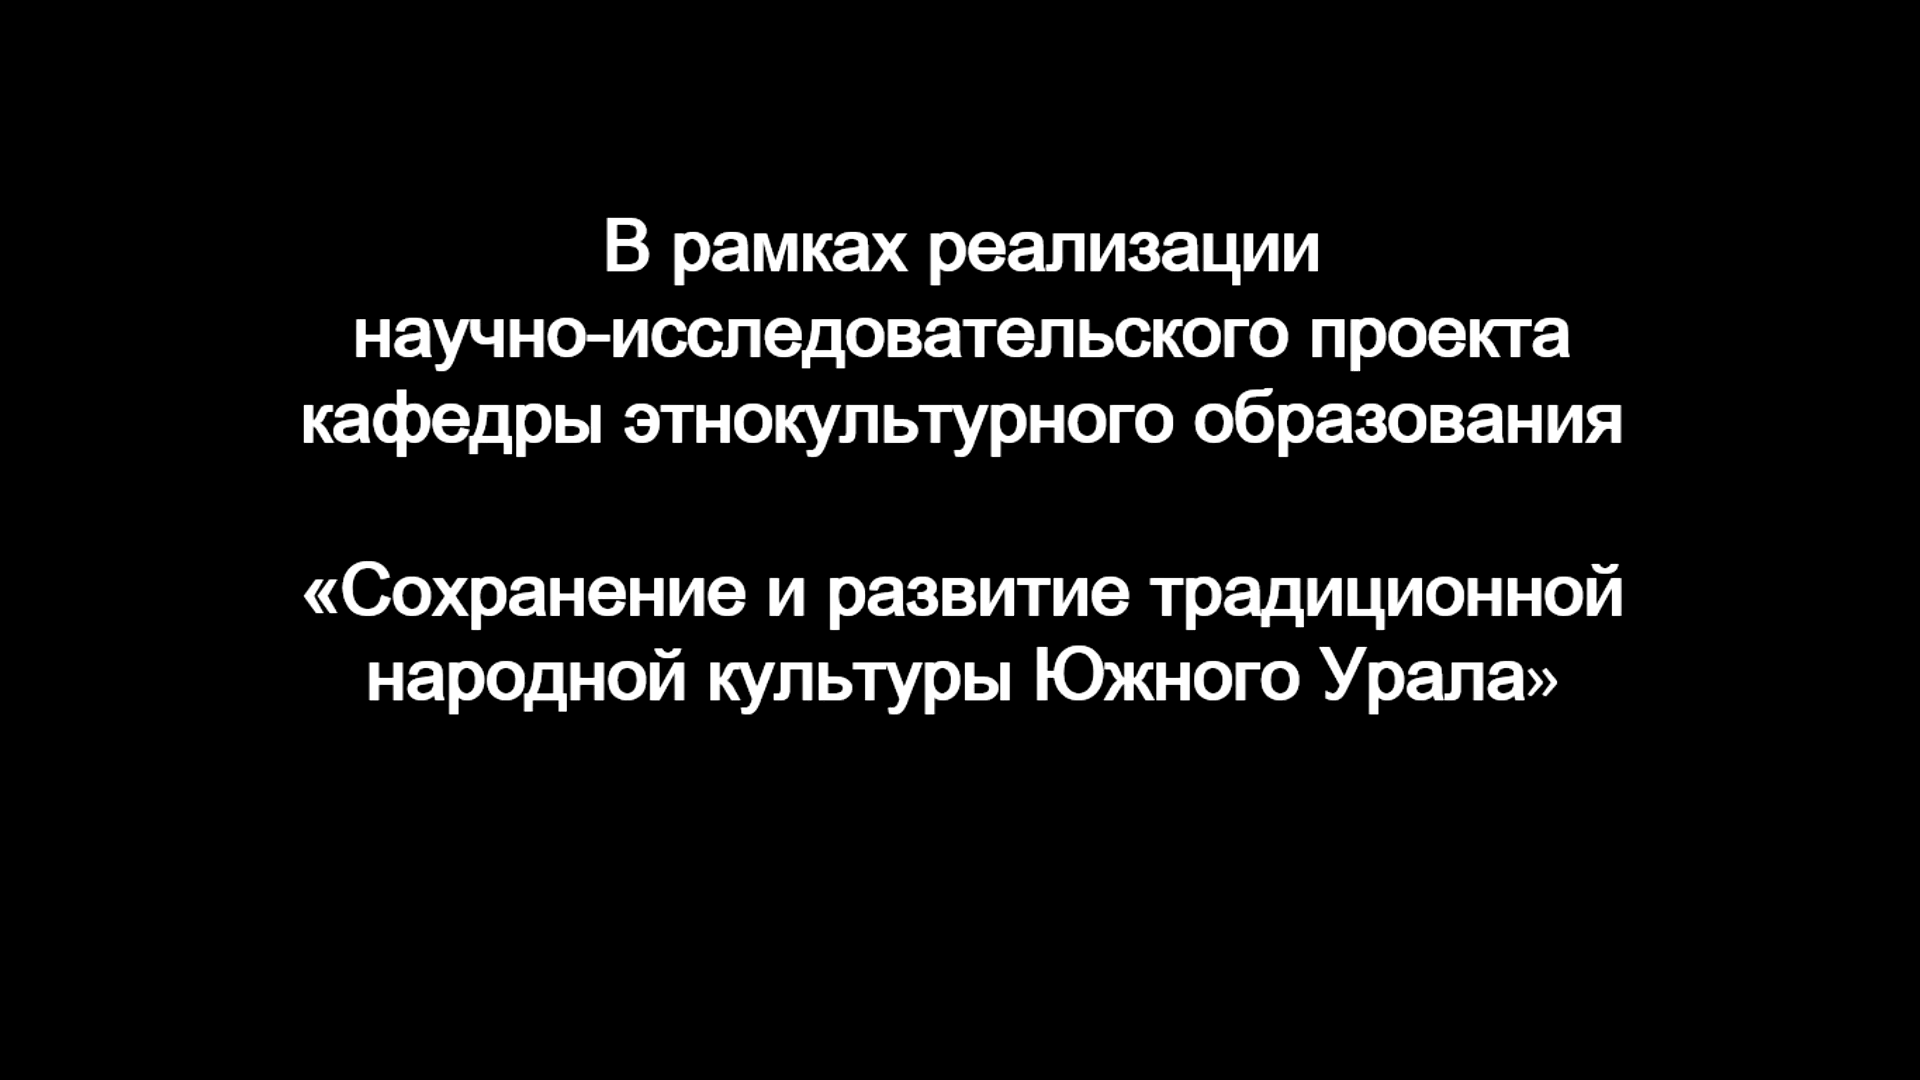 В рамках реализации
научно-исследовательского проекта
кафедры этнокультурного образования
«Сохранение и развитие традиционной
народной культуры Южного Урала»